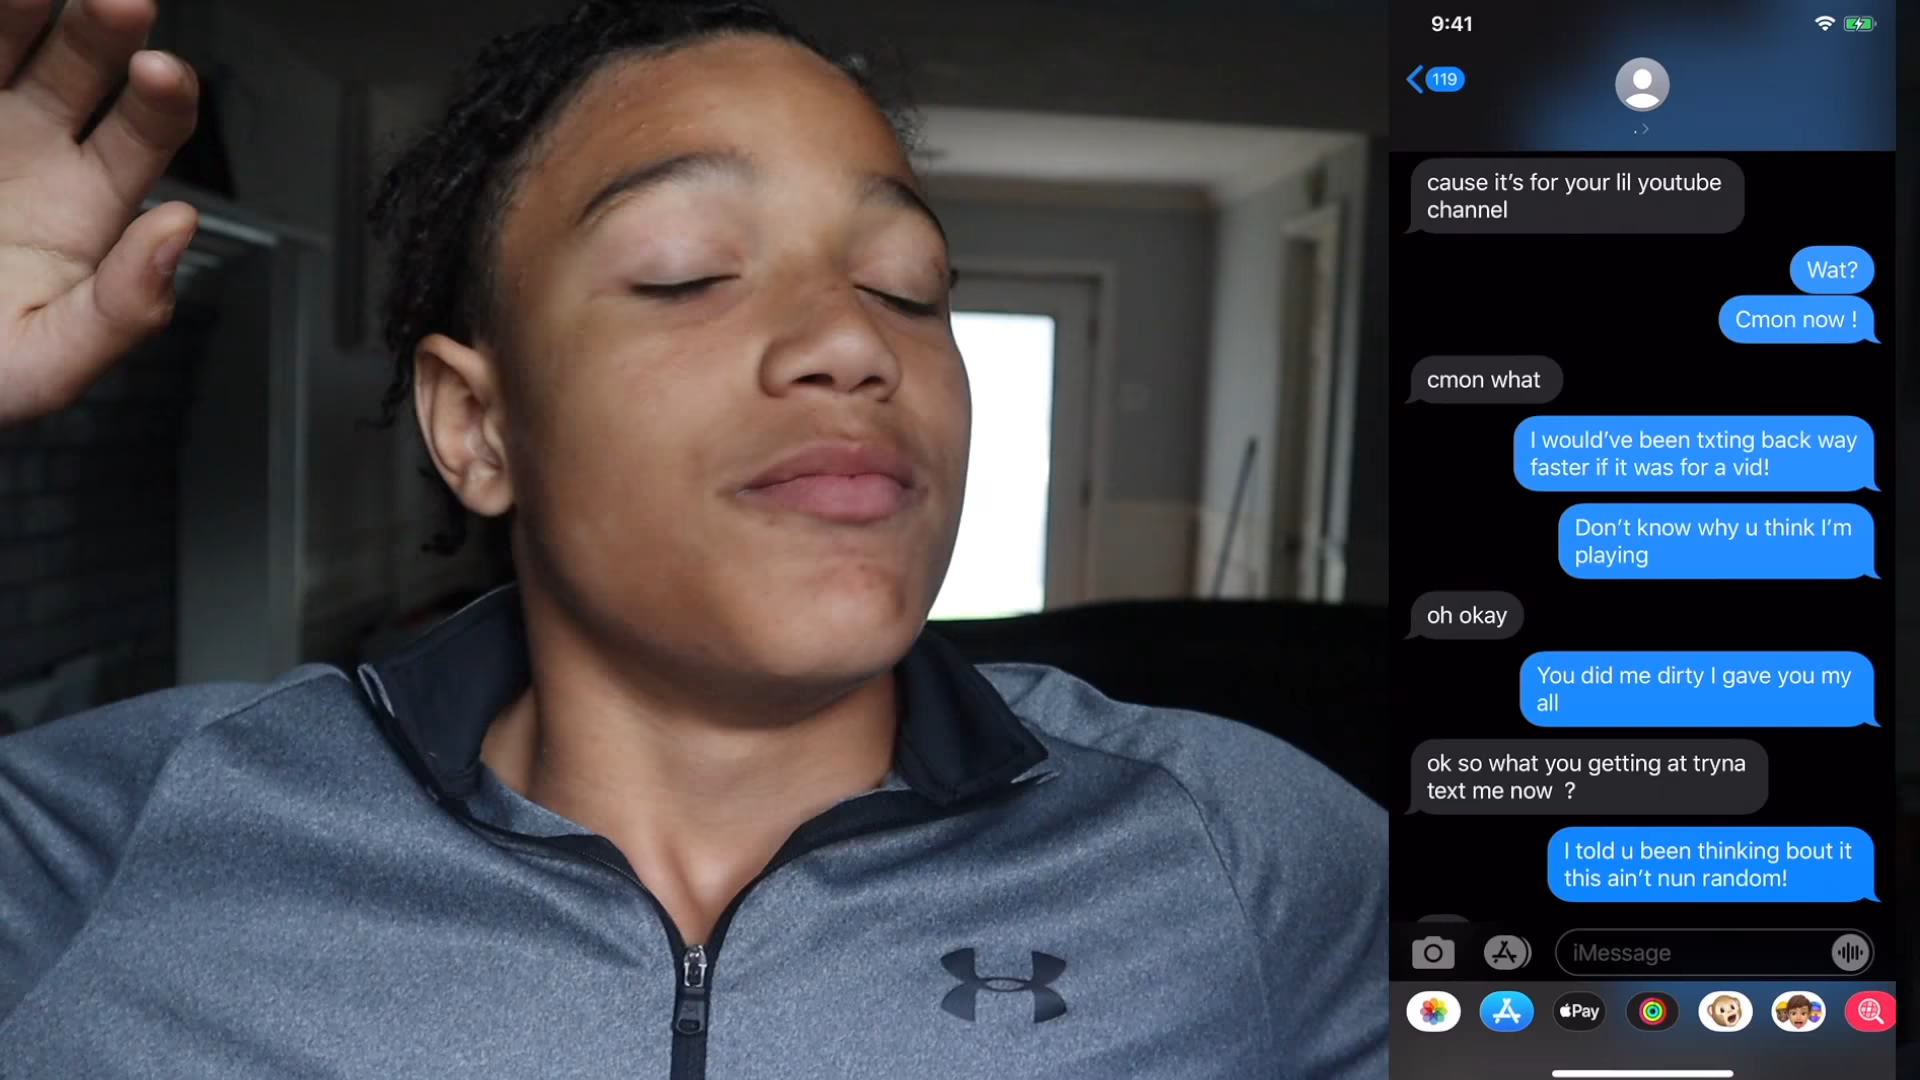 9:41
119
cause it's for your lil youtube
channel
Wat?
Cmon now !
cmon what
I would've been txting back way
faster if it was for a vid!
Don't know why u think I'm
playing
oh okay
You did me dirty I gave you my
all
ok so what you getting at tryna
text me now ?
I told u been thinking bout it
this ain't nun random!
iMessage
Pay